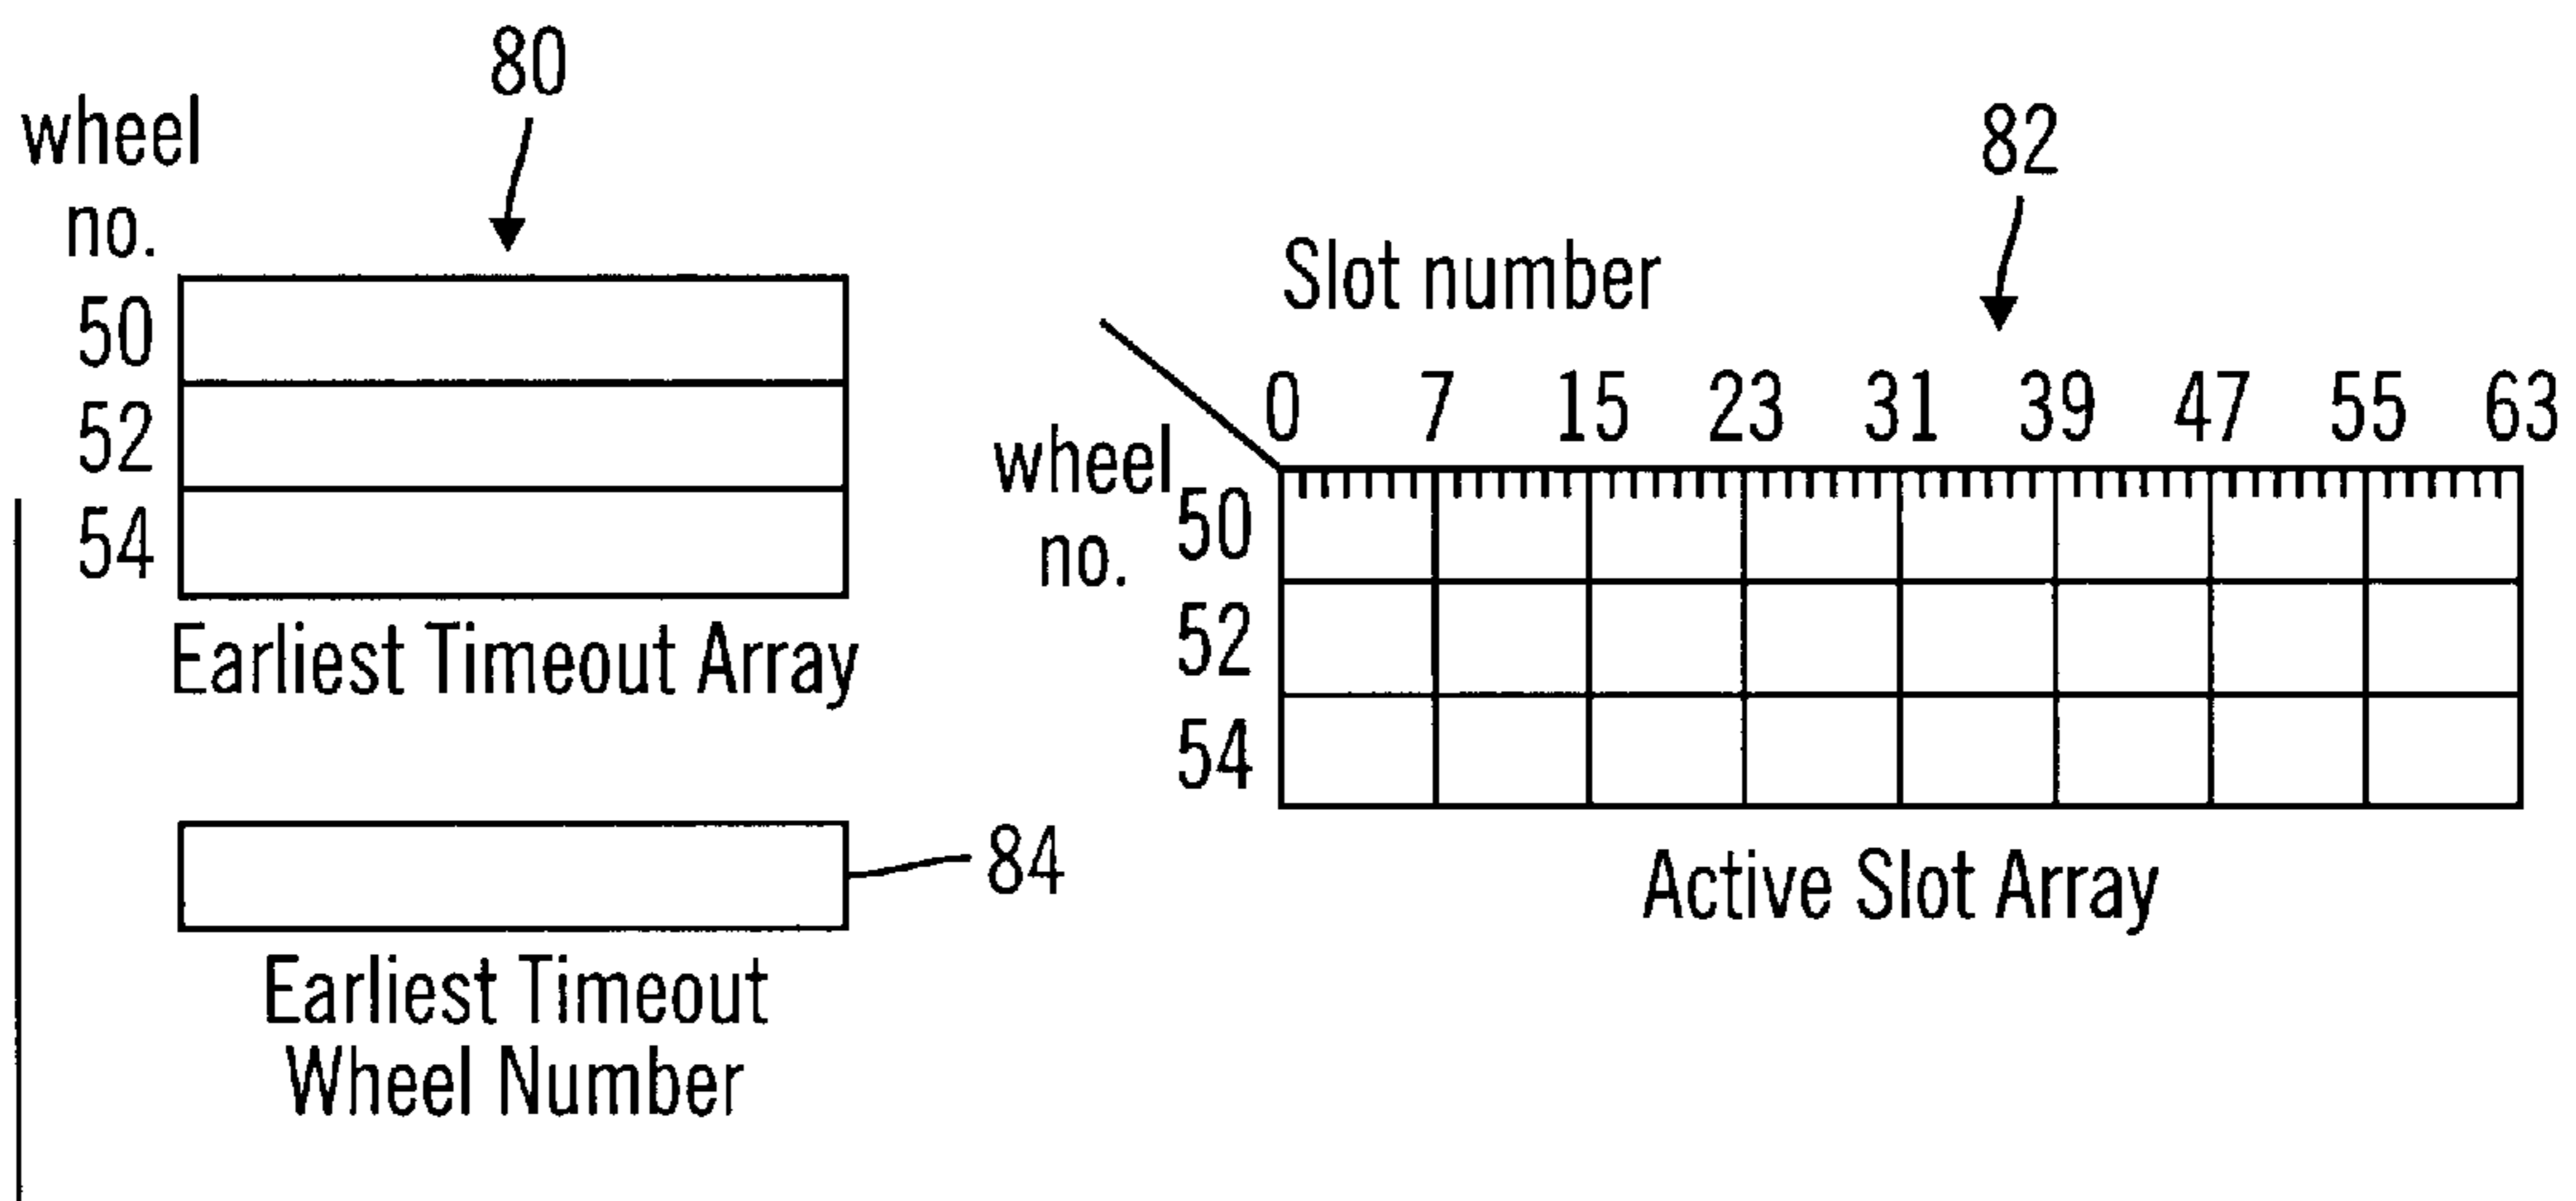 80
wheel
no.
50
52
54
Earliest Timeout Array
84
Earliest Timeout
Wheel Number
82
Slot number
0 7 15 23 31 39 47 55 63
wheel
no.
50
52
54
Active Slot Array